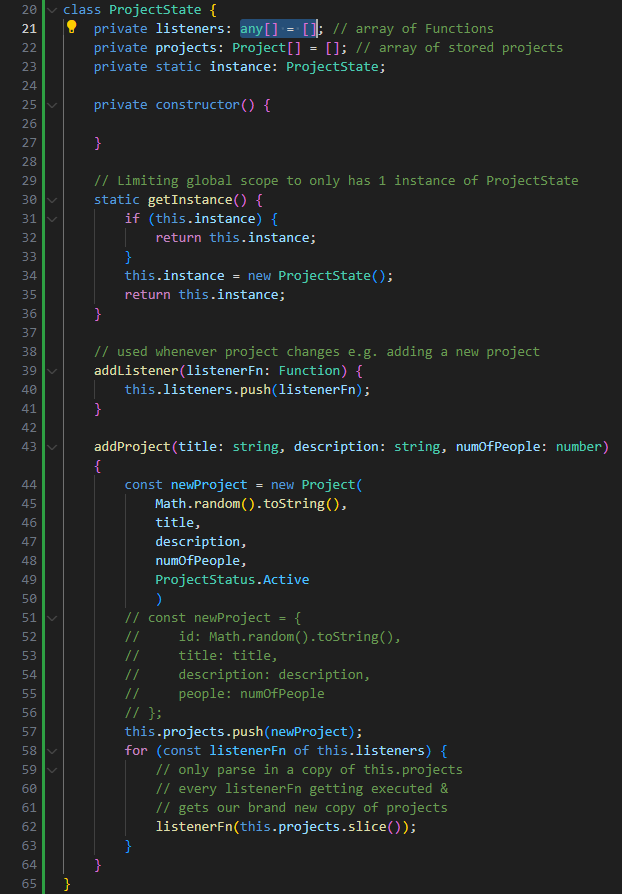 20 class ProjectState {
21 private listeners: any[] = []; // array of Functions
22 private projects: Project[] = []; // array of stored projects
23 private static instance: ProjectState;
24
25 private constructor() {
26
27 }
28
29 // Limiting global scope to only has 1 instance of ProjectState
30 static getInstance() {
31 if (this.instance) {
32 return this.instance;
33 }
34 this.instance = new ProjectState();
35 return this.instance;
36 }
37
38 // used whenever project changes e.g. adding a new project
39 addListener(listenerFn: Function) {
40 this.listeners.push(listenerFn);
41 }
42
43 addProject(title: string, description: string, numOfPeople: number)
{
44 const newProject = new Project(
45 Math.random().toString(),
46 title,
47 description,
48 numOfPeople,
49 ProjectStatus.Active
50 )
51 // const newProject = {
52 //     id: Math.random().toString(),
53 //     title: title,
54 //     description: description,
55 //     people: numOfPeople
56 // };
57 this.projects.push(newProject);
58 for (const listenerFn of this.listeners) {
59 // only parse in a copy of this.projects
60 // every listenerFn getting executed &
61 // gets our brand new copy of projects
62 listenerFn(this.projects.slice());
63 }
64 }
65 }